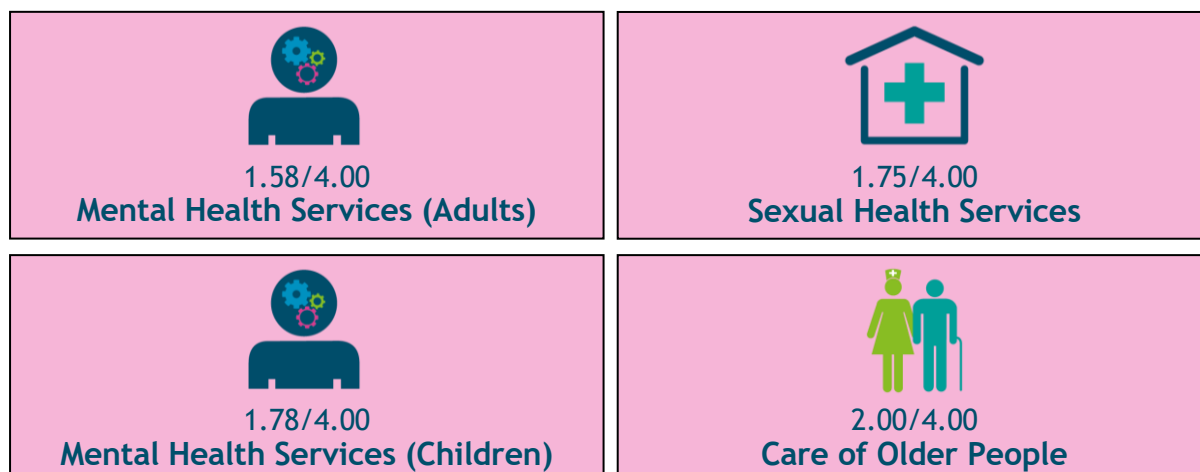 1.58/4.00
Mental Health Services (Adults)
1.75/4.00
Sexual Health Services
1.78/4.00
Mental Health Services (Children)
2.00/4.00
Care of Older People